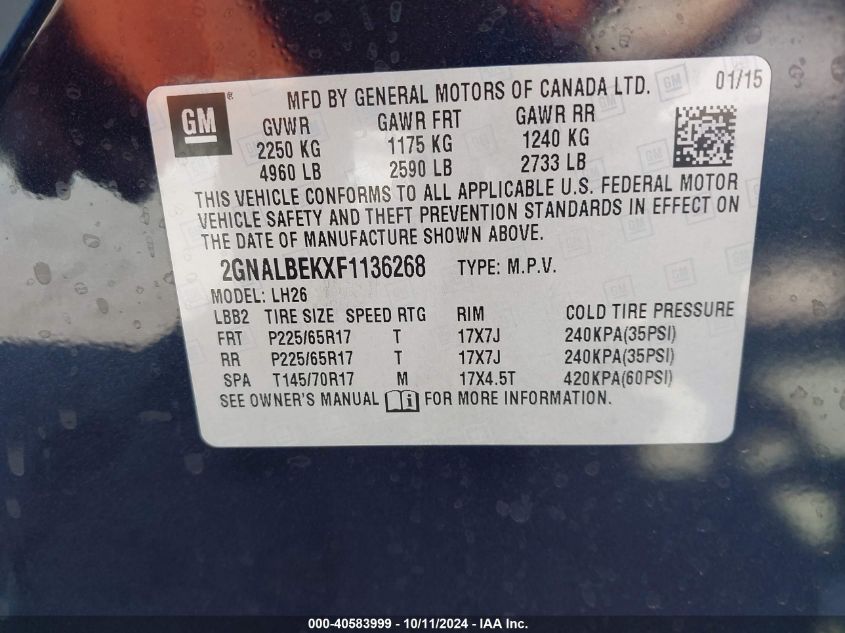 GM® MFD BY GENERAL MOTORS OF CANADA LTD. 01/15
GVWR GAWR FRT GAWR RR
2250 KG 1175 KG 1240 KG
4960 LB 2590 LB 2733 LB
THIS VEHICLE CONFORMS TO ALL APPLICABLE U.S. FEDERAL MOTOR
VEHICLE SAFETY AND THEFT PREVENTION STANDARDS IN EFFECT ON
THE DATE OF MANUFACTURE SHOWN ABOVE.
2GNALBEKXF1136268 TYPE: M.P.V.
MODEL: LH26
LBB2 TIRE SIZE SPEED RTG RIM COLD TIRE PRESSURE
FRT P225/65R17 T 17X7J 240KPA(35PSI)
RR P225/65R17 T 17X7J 240KPA(35PSI)
SPA T145/70R17 M 17X4.5T 420KPA(60PSI)
SEE OWNER'S MANUAL FOR MORE INFORMATION.
000-40583999 - 10/11/2024 - IAA Inc.